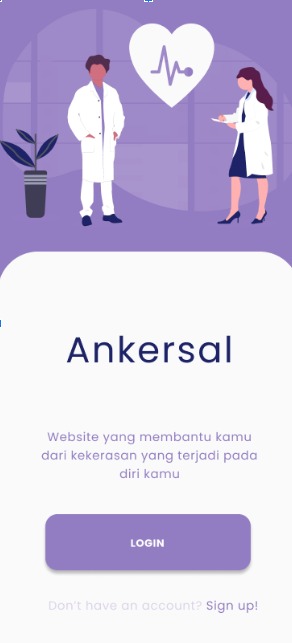 Ankersal
Website yang membantu kamu
dari kekerasan yang terjadi pada
diri kamu
LOGIN
Don't have an account? Sign up!